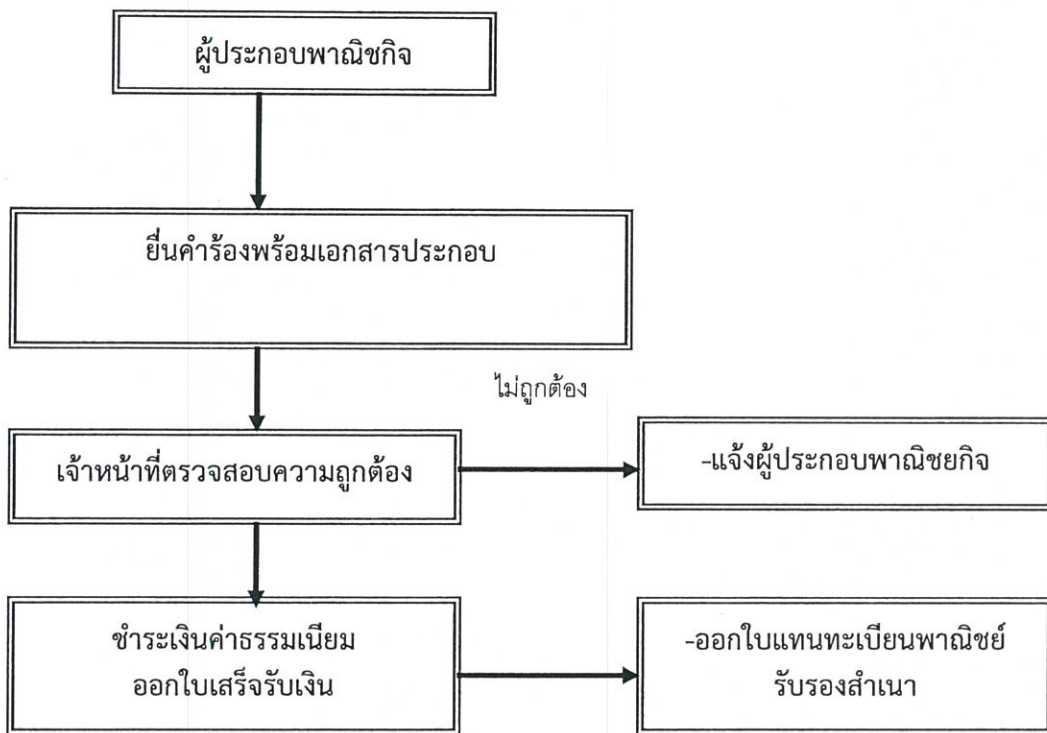 ผู้ประกอบพาณิชกิจ
ยื่นคำร้องพร้อมเอกสารประกอบ
ไม่ถูกต้อง
เจ้าหน้าที่ตรวจสอบความถูกต้อง
-แจ้งผู้ประกอบพาณิชยกิจ
ชำระเงินค่าธรรมเนียม
ออกใบเสร็จรับเงิน
-ออกใบแทนทะเบียนพาณิชย์
รับรองสำเนา